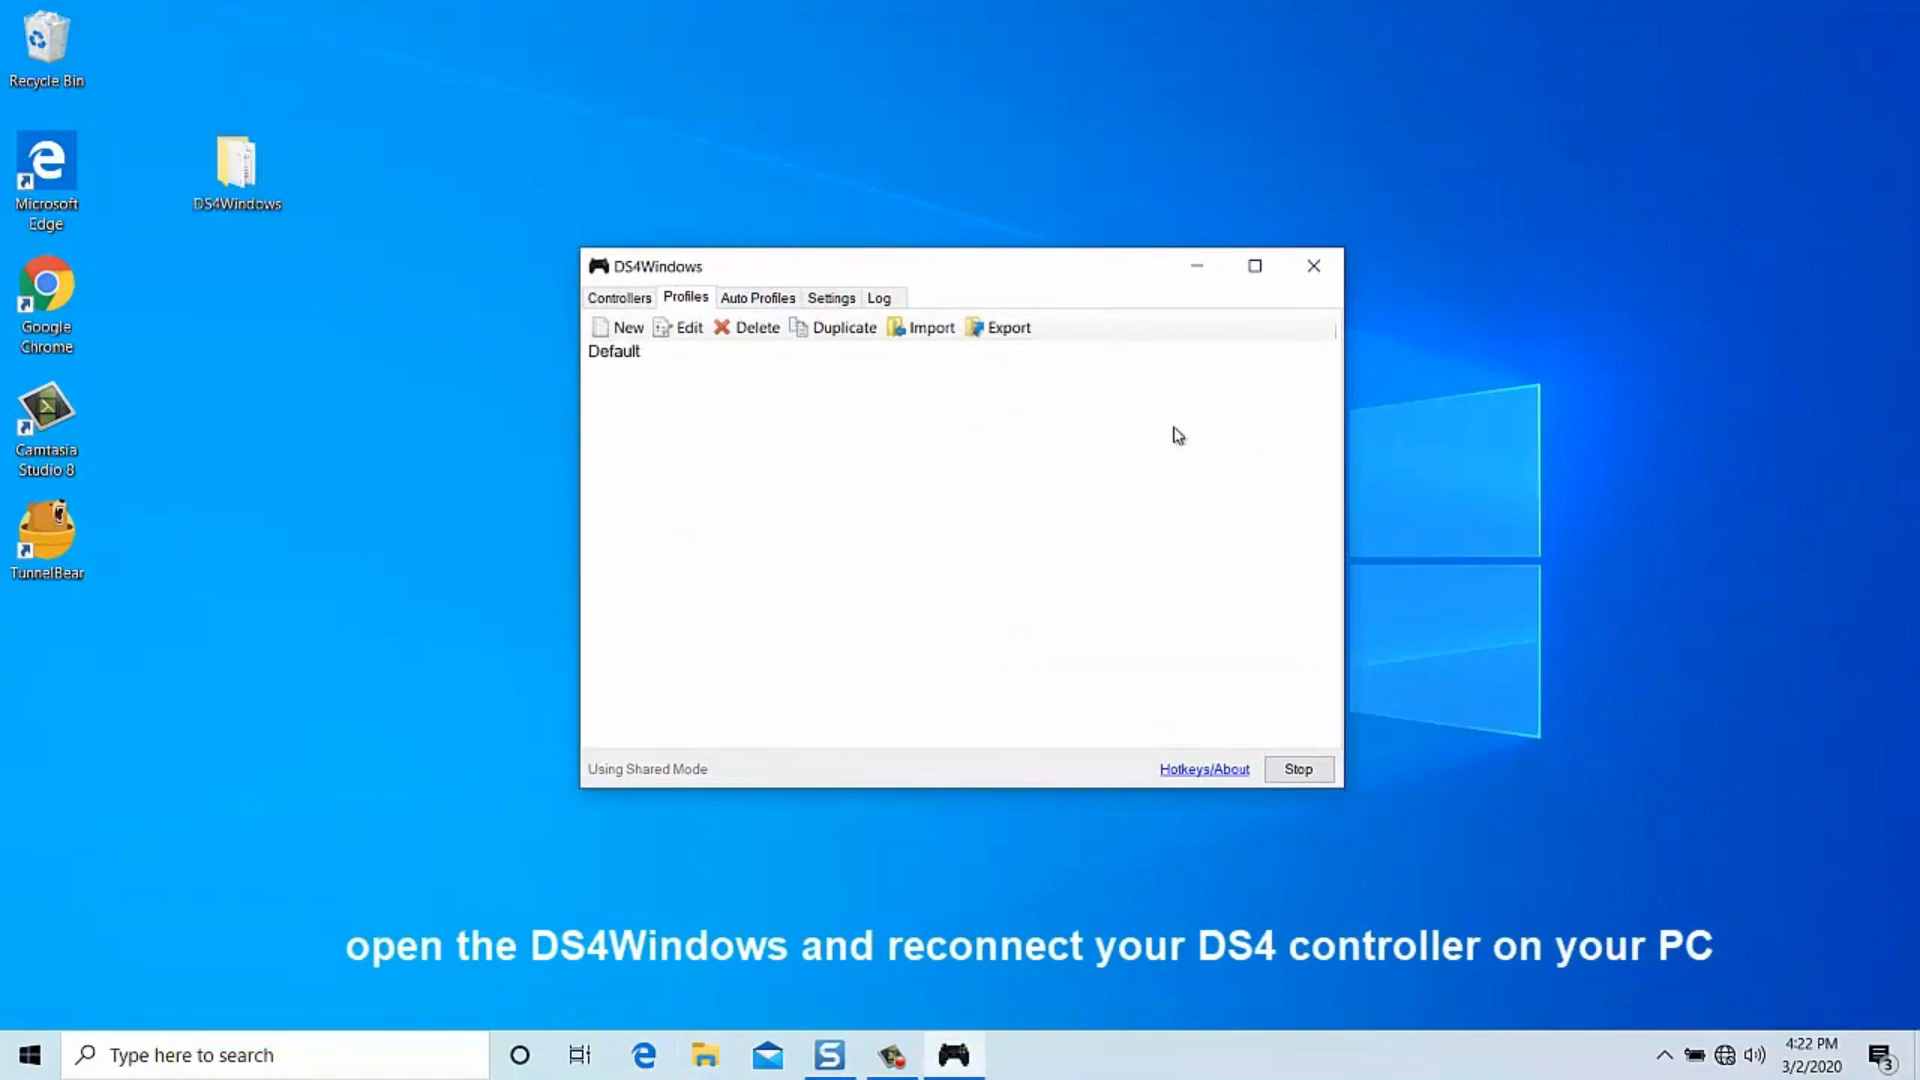 Recycle Bin
Microsoft
Edge
DS4Windows
Google
Chrome
Camtasia
Studio 8
TunnelBear
DS4Windows
Controllers Profiles Auto Profiles Settings Log
New Edit Delete Duplicate Import Export
Default
Using Shared Mode Hotkeys/About Stop
open the DS4Windows and reconnect your DS4 controller on your PC
Type here to search
4:22 PM
3/2/2020
3